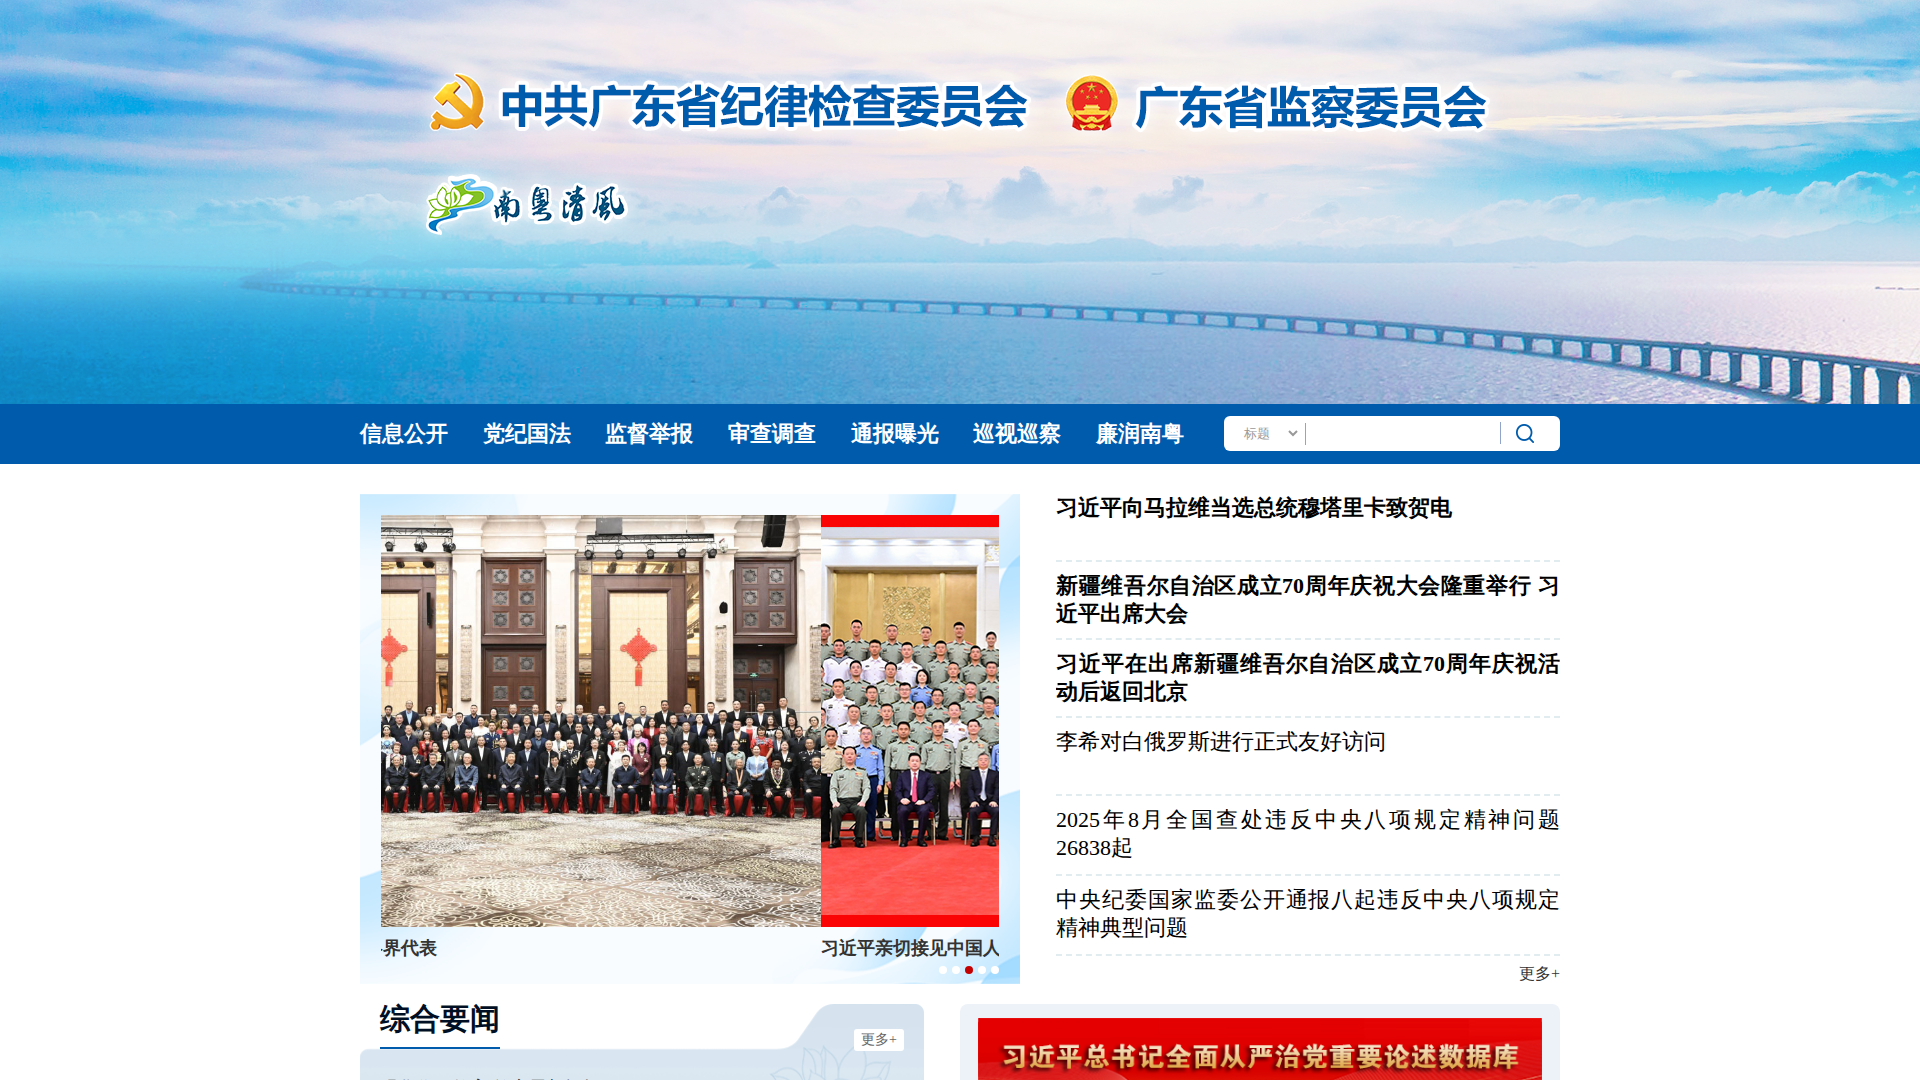 中共广东省纪律检查委员会 广东省监察委员会
南粤清風
信息公开 党纪国法 监督举报 审查调查 通报曝光 巡视巡察 廉润南粤 标题
习近平向马拉维当选总统穆塔里卡致贺电
新疆维吾尔自治区成立70周年庆祝大会隆重举行 习
近平出席大会
习近平在出席新疆维吾尔自治区成立70周年庆祝活
动后返回北京
李希对白俄罗斯进行正式友好访问
2025年8月全国查处违反中央八项规定精神问题
26838起
中央纪委国家监委公开通报八起违反中央八项规定
精神典型问题
更多+
界代表
习近平亲切接见中国人
综合要闻
更多+
习近平总书记全面从严治党重要论述数据库